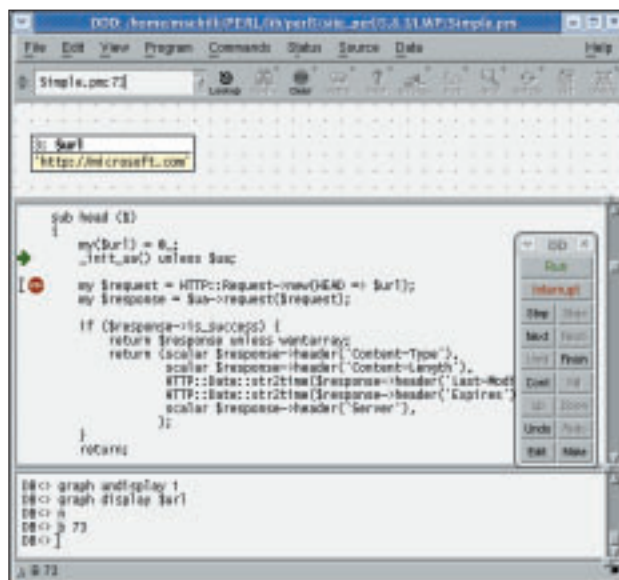 DDD: /home/mschilli/PERL/lib/perl5/site_perl/5.6.1/LWP/Simple.pm
File Edit View Program Commands Status Source Data Help
Simple.pm:73
Lookup Clear
$url
'http://microsoft.com'
sub head ($)
{
my($url) = @_;
_init_ua() unless $ua;
my $request = HTTP::Request->new(HEAD => $url);
my $response = $ua->request($request);
if ($response->is_success) {
return $response unless wantarray;
return (scalar $response->header('Content-Type'),
scalar $response->header('Content-Length'),
HTTP::Date::str2time($response->header('Last-Modi
HTTP::Date::str2time($response->header('Expires')
scalar $response->header('Server'),
);
}
return;
DDD
Run
Interrupt
Step
Next
Finish
Cont
Up Down
Undo
Edit Make
DB<> graph undisplay 1
DB<> graph display $url
DB<> n
DB<> b 73
DB<>